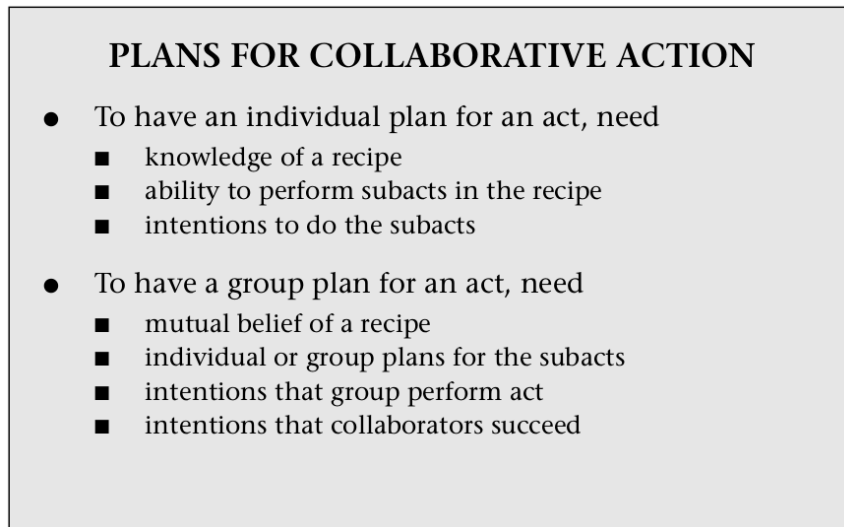 PLANS FOR COLLABORATIVE ACTION
● To have an individual plan for an act, need
■ knowledge of a recipe
■ ability to perform subacts in the recipe
■ intentions to do the subacts
● To have a group plan for an act, need
■ mutual belief of a recipe
■ individual or group plans for the subacts
■ intentions that group perform act
■ intentions that collaborators succeed